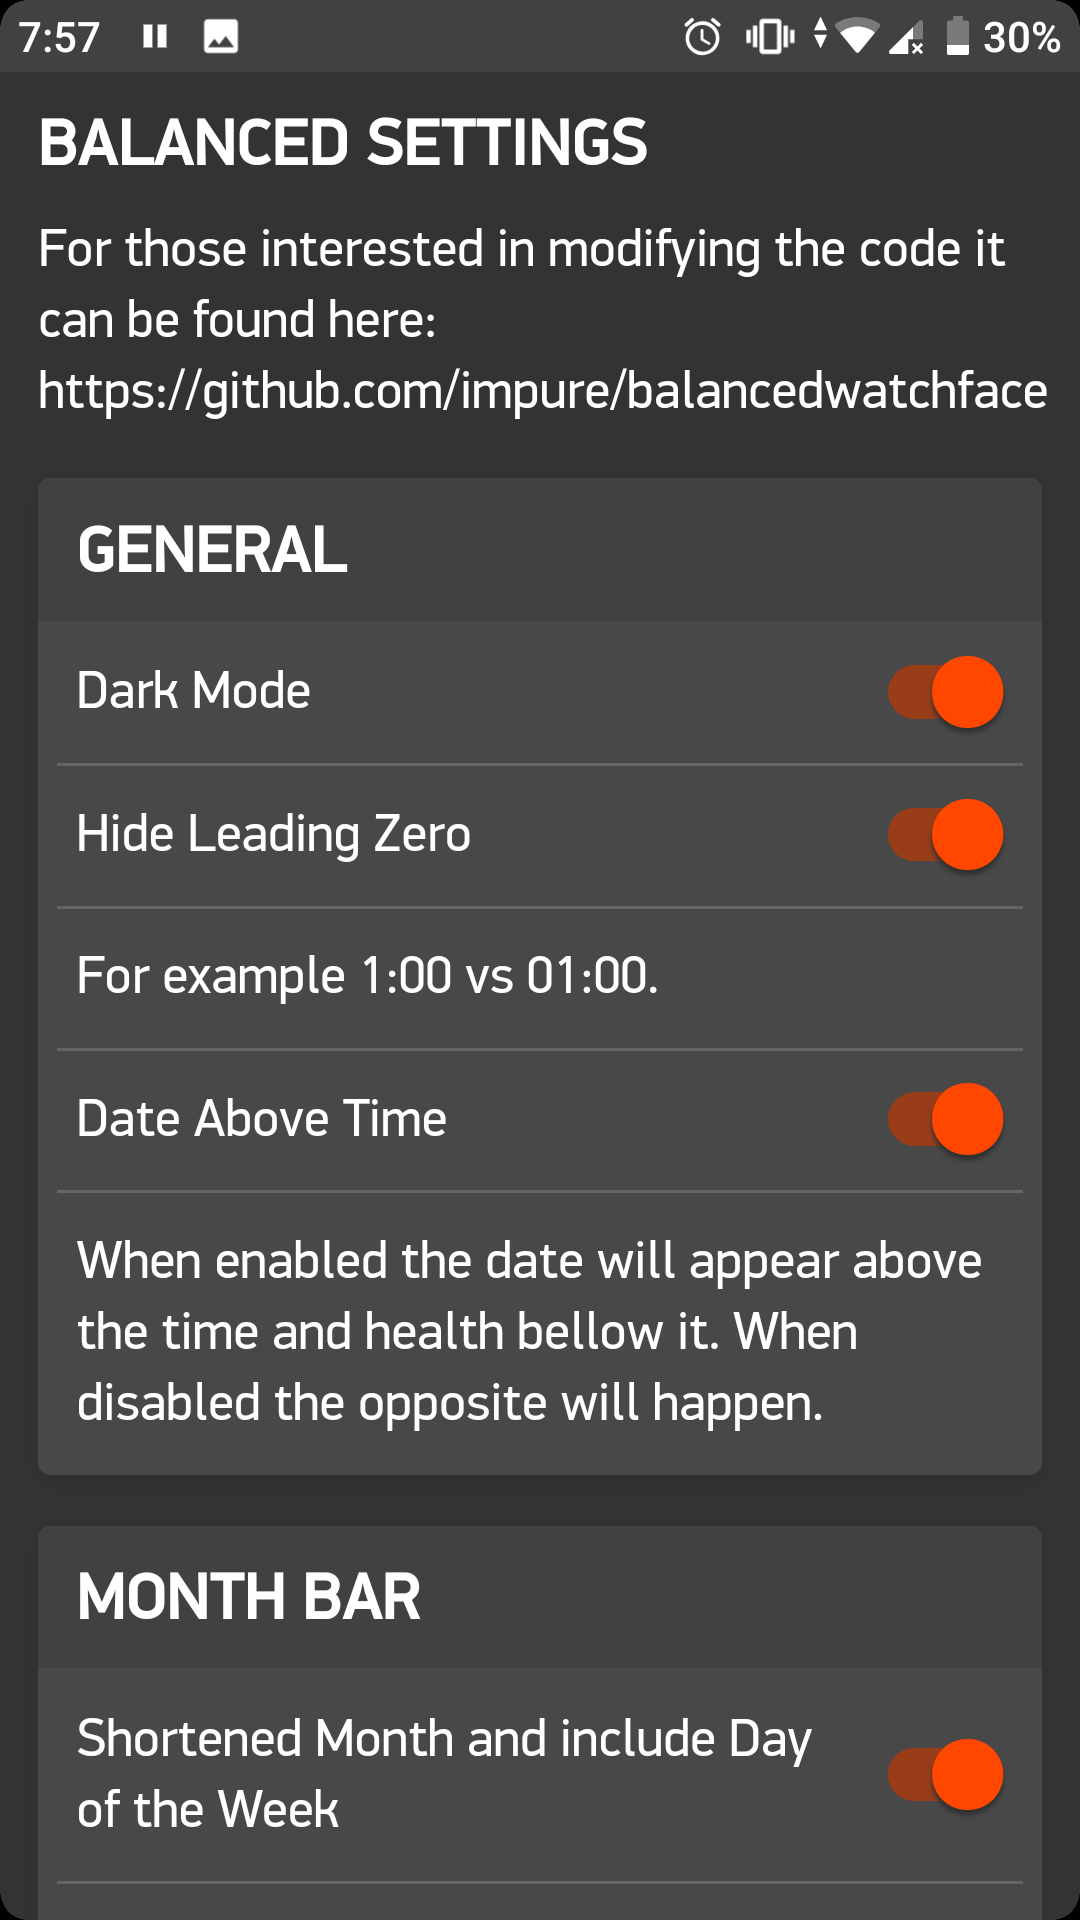 7:57
30%
BALANCED SETTINGS
For those interested in modifying the code it
can be found here:
https://github.com/impure/balancedwatchface
GENERAL
Dark Mode
Hide Leading Zero
For example 1:00 vs 01:00.
Date Above Time
When enabled the date will appear above
the time and health bellow it. When
disabled the opposite will happen.
MONTH BAR
Shortened Month and include Day
of the Week